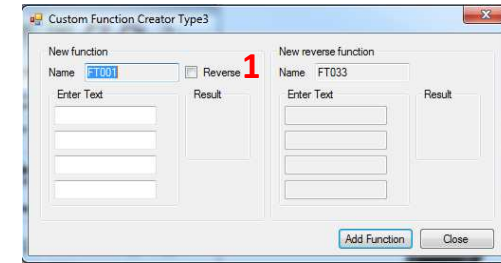 Custom Function Creator Type3
New function
Name FT001 Reverse 1
Enter Text Result
New reverse function
Name FT033
Enter Text Result
Add Function Close